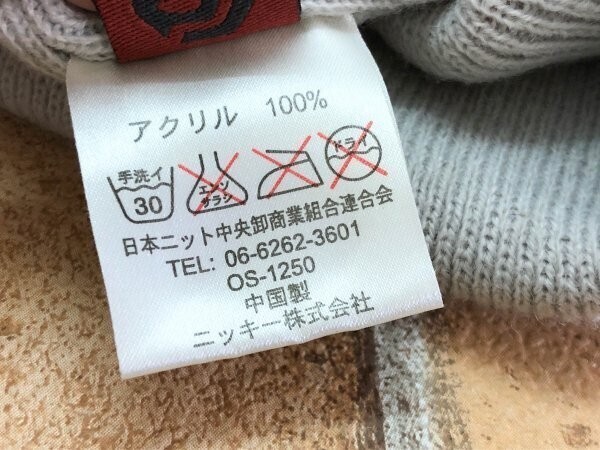 アクリル 100%
手洗イ 30 エンソサラシ ドライ
日本ニット中央卸商業組合連合会
TEL: 06-6262-3601
OS-1250
中国製
ニッキー株式会社